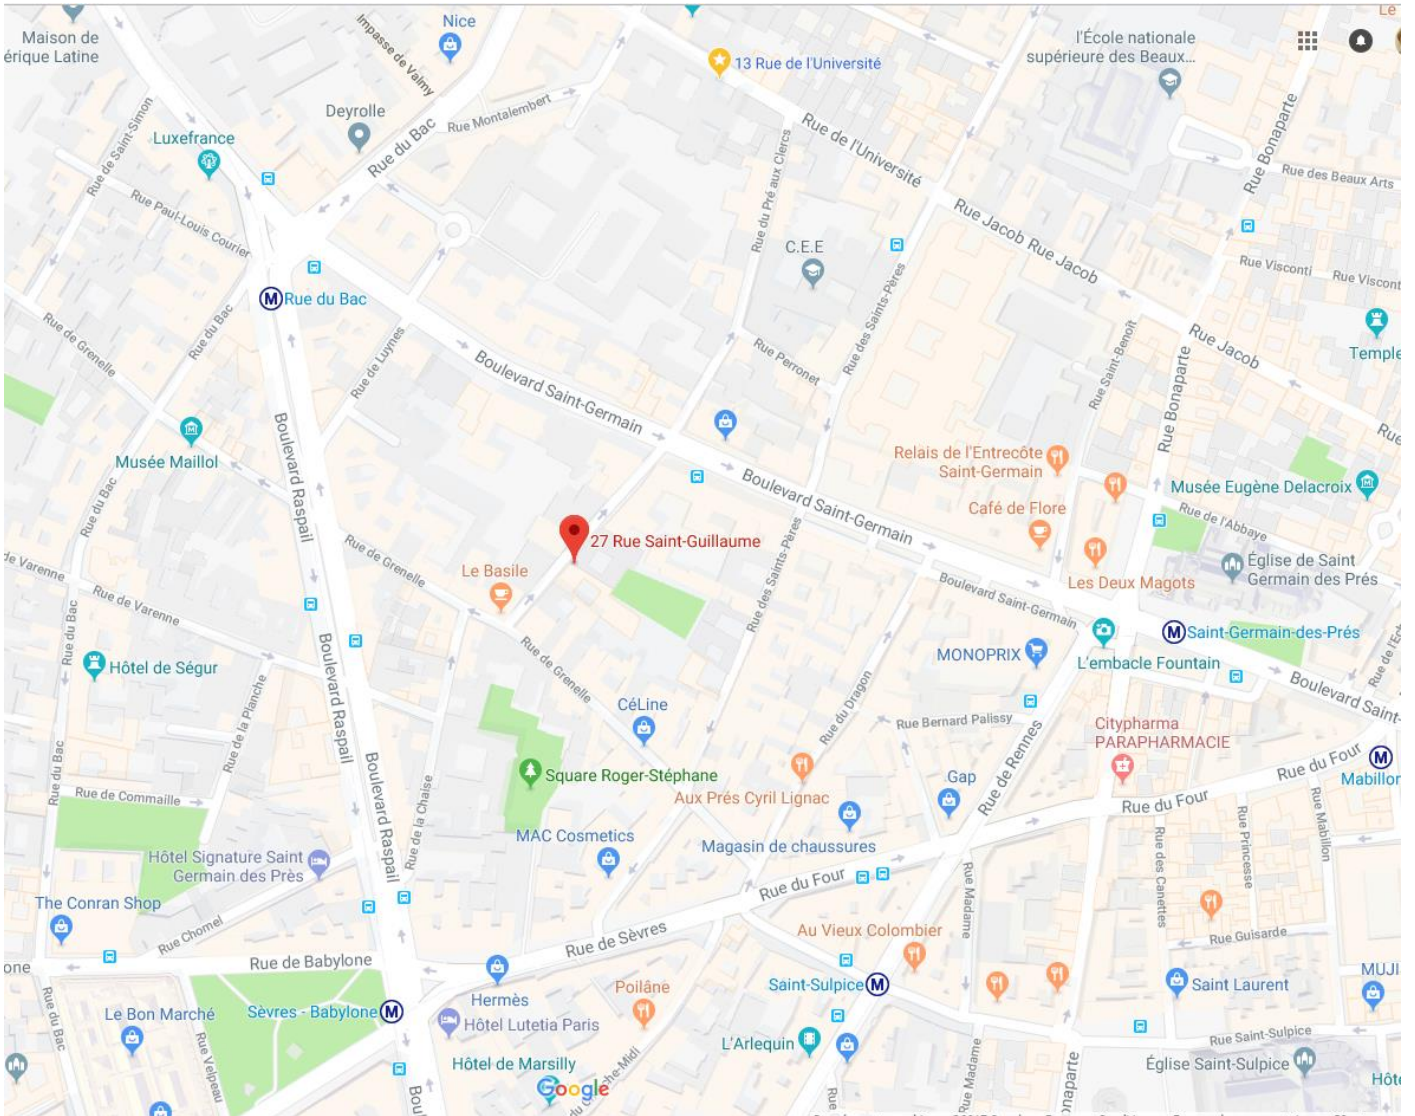 Maison de
érique Latine
Impasse de Valmy
Nice
13 Rue de l'Université
l'École nationale
supérieure des Beaux...
Le
Deyrolle
Rue Montalembert
Rue du Bac
Luxefrance
Rue de Saint-Simon
Rue Paul-Louis Courier
Rue de l'Université
Rue du Pré aux Clercs
Rue Bonaparte
Rue des Beaux Arts
Rue Jacob
Rue Jacob
C.E.E
Rue des Saints-Pères
Rue Visconti
Rue Viscont
Rue du Bac
Rue de Grenelle
Rue du Bac
Rue de Luynes
Boulevard Saint-Germain
Rue Perronet
Rue Saint-Benoît
Rue Jacob
Temple
Rue Bonaparte
Rue
Musée Maillol
Boulevard Raspail
Rue du Bac
Relais de l'Entrecôte
Saint-Germain
Boulevard Saint-Germain
Café de Flore
Musée Eugène Delacroix
Rue de l'Abbaye
27 Rue Saint-Guillaume
Rue de Grenelle
Le Basile
Les Deux Magots
Église de Saint
Germain des Prés
de Varenne
Rue de Varenne
Rue des Saints-Pères
Boulevard Saint-Germain
Saint-Germain-des-Prés
L'embacle Fountain
MONOPRIX
Rue du Bac
Hôtel de Ségur
Boulevard Raspail
Rue de Grenelle
Rue de la Planche
CéLine
Rue du Dragon
Rue Bernard Palissy
Boulevard Saint-
Citypharma
PARAPHARMACIE
Rue de Rennes
Rue du Four
Mabillon
Rue du Bac
Rue de Commaille
Square Roger-Stéphane
Rue de la Chaise
Boulevard Raspail
Aux Prés Cyril Lignac
Gap
Rue du Four
MAC Cosmetics
Magasin de chaussures
Rue des Canettes
Rue Princesse
Rue Mabillon
Hôtel Signature Saint
Germain des Près
Rue du Four
Rue Madame
The Conran Shop
Rue Chomel
Rue de Sèvres
Au Vieux Colombier
Rue Guisarde
one
Rue de Babylone
Saint-Sulpice
Saint Laurent
MUJI
Hermès
Poilâne
Le Bon Marché
Sèvres - Babylone
Hôtel Lutetia Paris
Rue du Bac
Rue Velpeau
L'Arlequin
Rue Saint-Sulpice
Église Saint-Sulpice
Hôtel de Marsilly
Google
Rue Madame
onaparte
Hôt